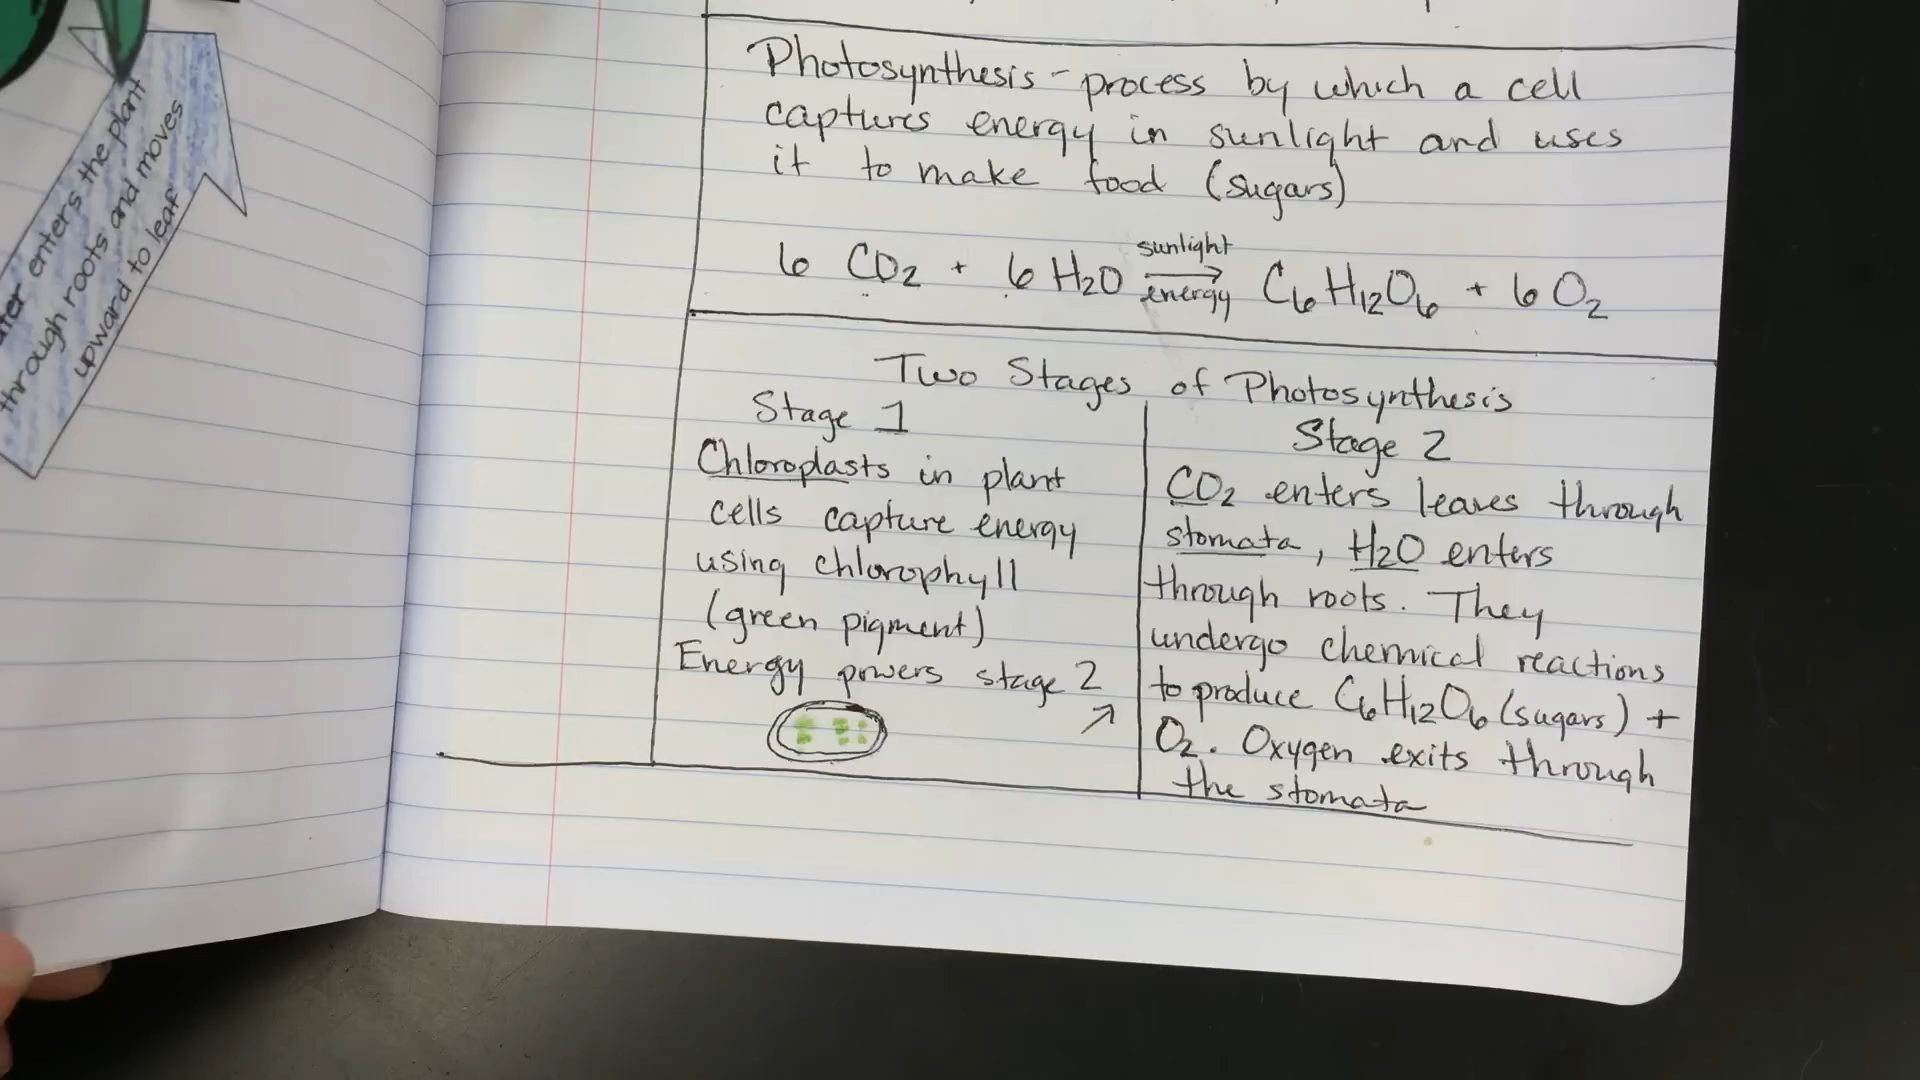 enters the plant
through roots and moves
upward to leaf
Photosynthesis - process by which a cell
captures energy in sunlight and uses
it to make food (sugars)
6 CO2 + 6 H2O sunlight energy → C6H12O6 + 6 O2
Two Stages of Photosynthesis
Stage 1
Chloroplasts in plant
cells capture energy
using chlorophyll
(green pigment)
Energy powers stage 2
Stage 2
CO2 enters leaves through
stomata, H2O enters
through roots. They
undergo chemical reactions
to produce C6H12O6 (sugars) +
O2. Oxygen exits through
the stomata